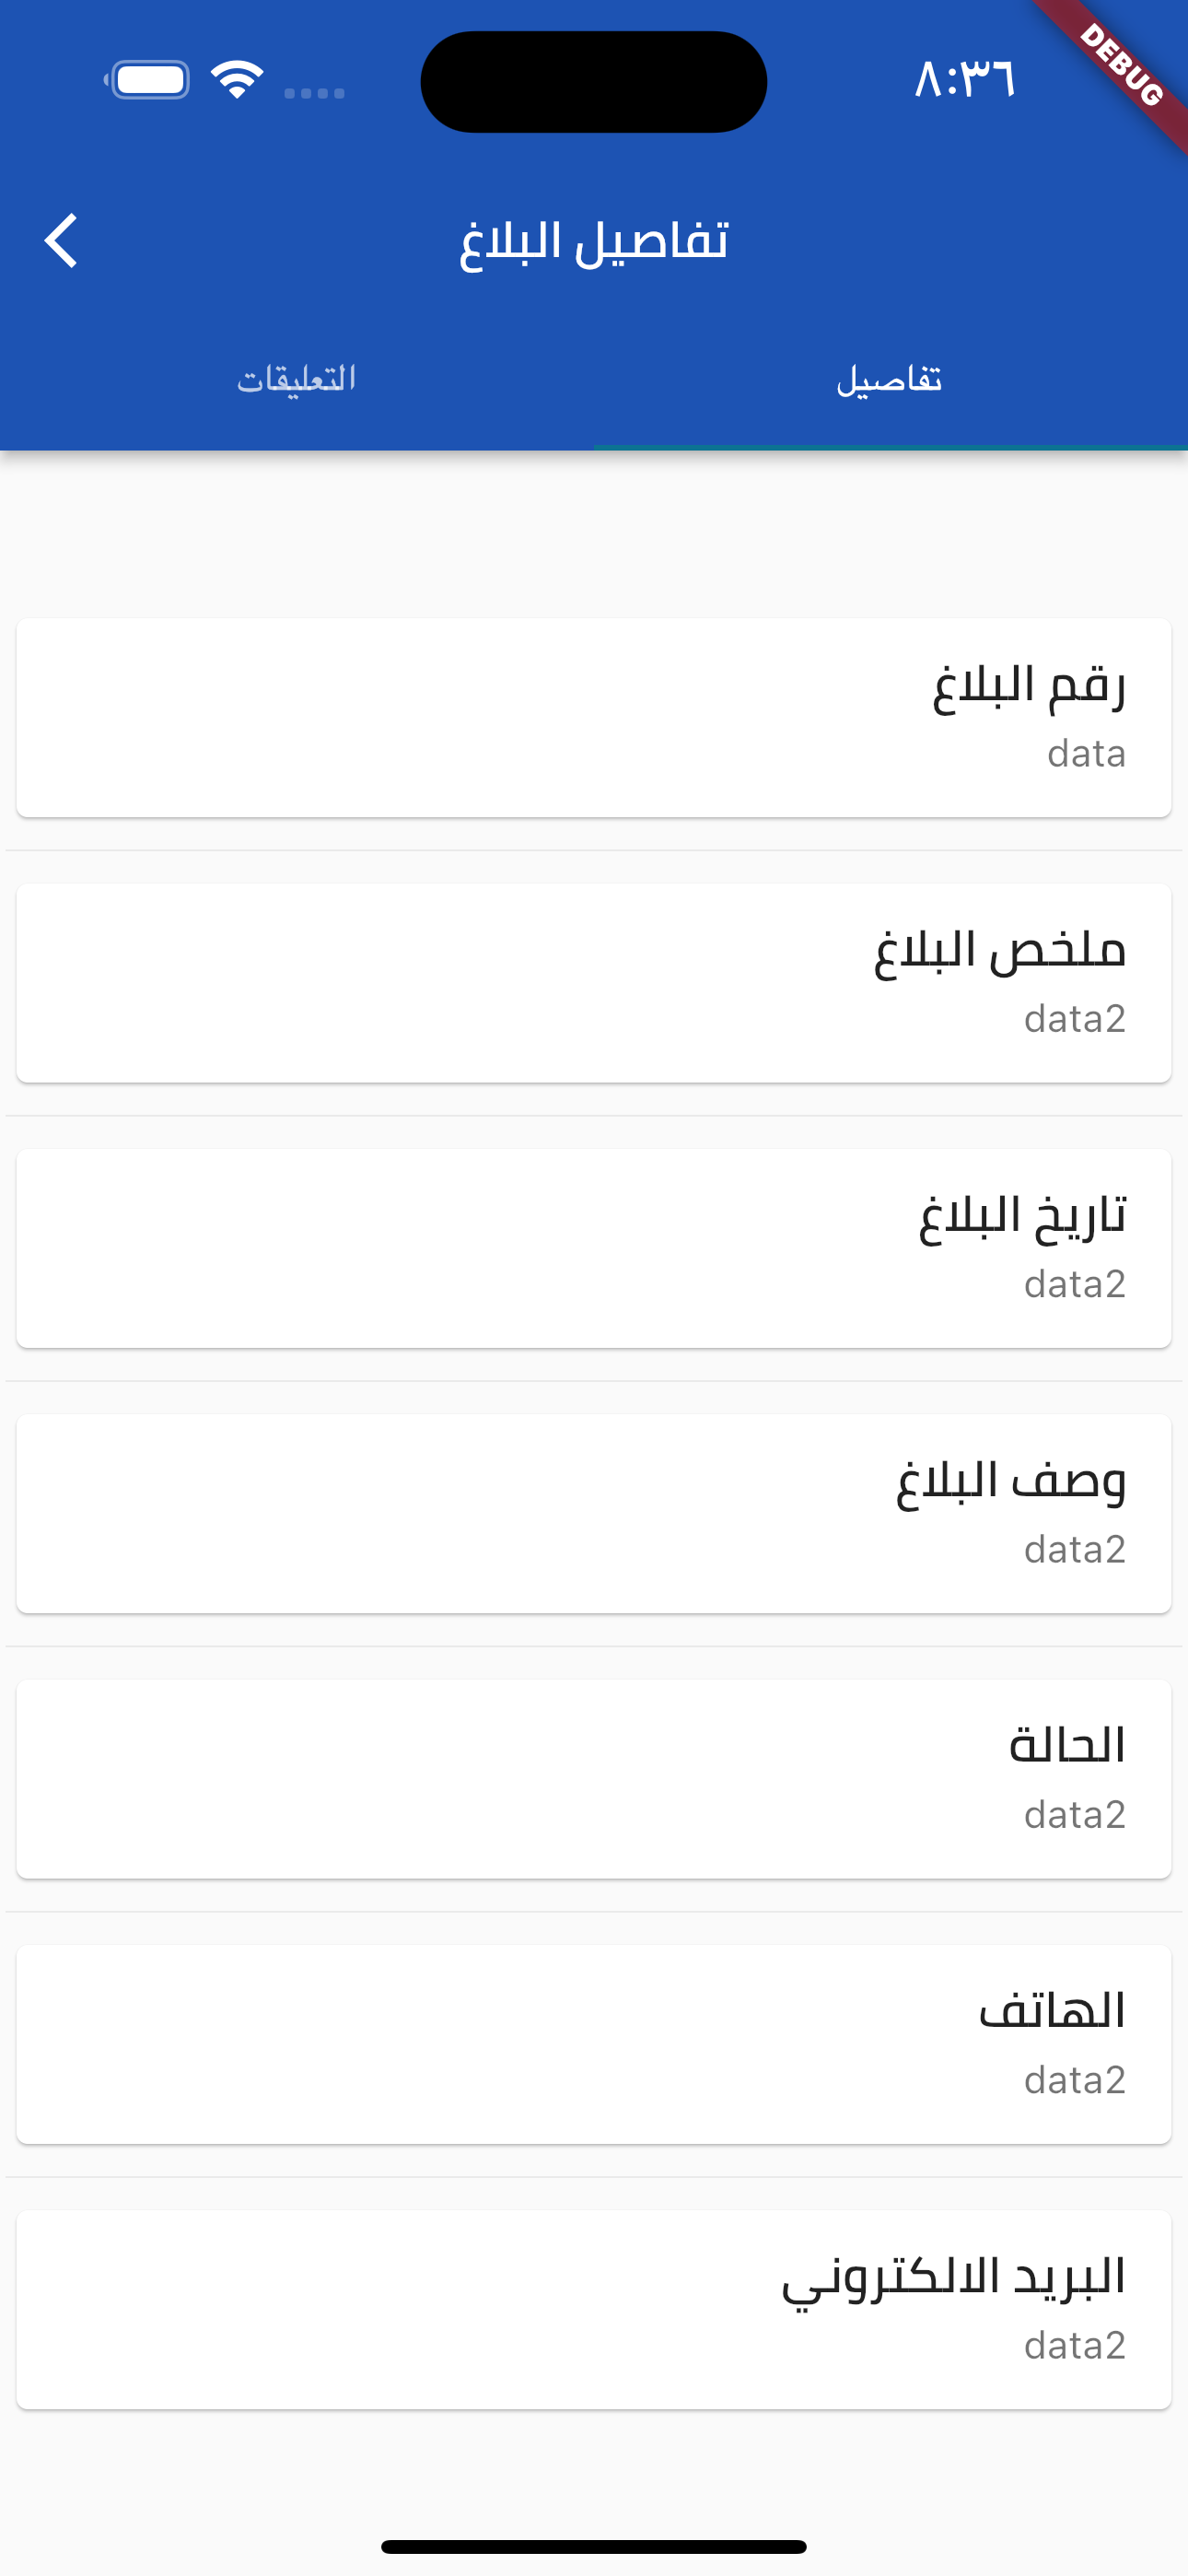 ٨:٣٦
DEBUG
تفاصيل البلاغ
تفاصيل
التعليقات
رقم البلاغ
data
ملخص البلاغ
data2
تاريخ البلاغ
data2
وصف البلاغ
data2
الحالة
data2
الهاتف
data2
البريد الالكتروني
data2